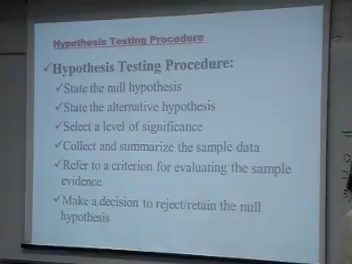 Hypothesis Testing Procedure
✓Hypothesis Testing Procedure:
✓State the null hypothesis
✓State the alternative hypothesis
✓Select a level of significance
✓Collect and summarize the sample data
✓Refer to a criterion for evaluating the sample
evidence
✓Make a decision to reject/retain the null
hypothesis